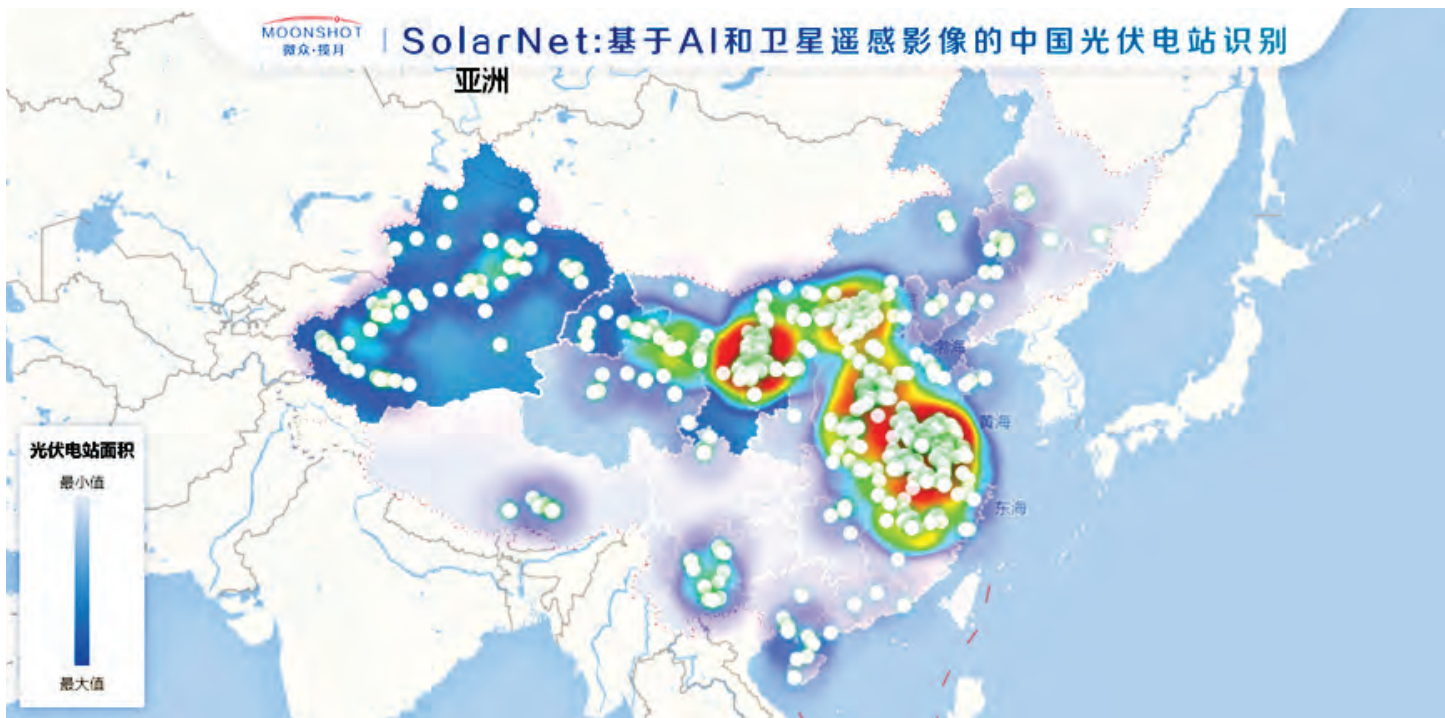 MOONSHOT
微众·揽月
SolarNet:基于AI和卫星遥感影像的中国光伏电站识别
亚洲
渤海
黄海
东海
光伏电站面积
最小值
最大值